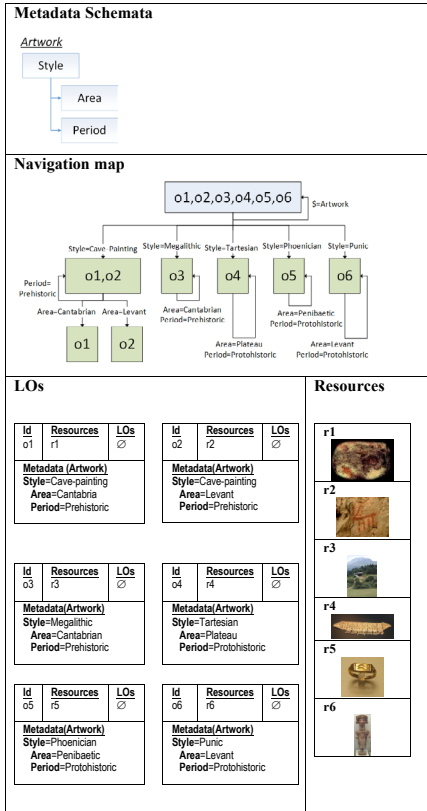 Metadata Schemata
Artwork
Style
Area
Period
Navigation map
o1,o2,o3,o4,o5,o6
$=Artwork
Style=Cave-Painting Style=Megalithic Style=Tartesian Style=Phoenician Style=Punic
Period=
Prehistoric
o1,o2 o3 o4 o5 o6
Area=Cantabrian Area=Levant
Area=Cantabrian
Period=Prehistoric
Area=Penibaetic
Period=Protohistoric
o1 o2
Area=Plateau
Period=Protohistoric
Area=Levant
Period=Protohistoric
LOs
Id Resources LOs
o1 r1 ∅
Metadata (Artwork)
Style=Cave-painting
Area=Cantabria
Period=Prehistoric
Id Resources LOs
o2 r2 ∅
Metadata(Artwork)
Style=Cave-painting
Area=Levant
Period=Prehistoric
Id Resources LOs
o3 r3 ∅
Metadata(Artwork)
Style=Megalithic
Area=Cantabrian
Period=Prehistoric
Id Resources LOs
o4 r4 ∅
Metadata(Artwork)
Style=Tartesian
Area=Plateau
Period=Protohistoric
Id Resources LOs
o5 r5 ∅
Metadata(Artwork)
Style=Phoenician
Area=Penibaetic
Period=Protohistoric
Id Resources LOs
o6 r6 ∅
Metadata(Artwork)
Style=Punic
Area=Levant
Period=Protohistoric
Resources
r1
r2
r3
r4
r5
r6